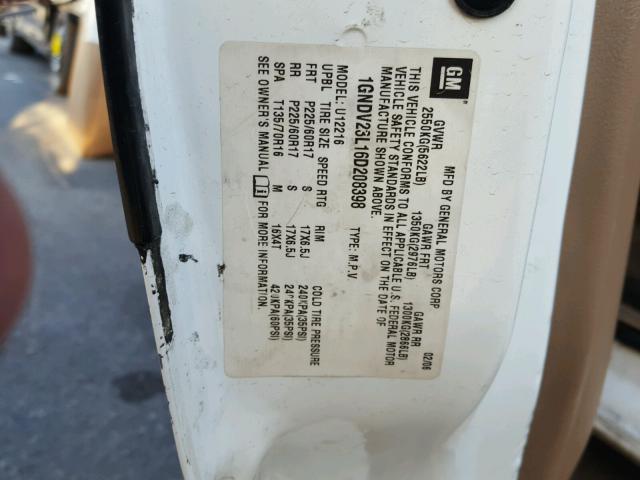 GM
MFD BY GENERAL MOTORS CORP 02/06
GVWR GAWR FRT GAWR RR
2550KG(5622LB) 1350KG(2976LB) 1300KG(2866LB)
THIS VEHICLE CONFORMS TO ALL APPLICABLE U.S. FEDERAL MOTOR
VEHICLE SAFETY STANDARDS IN EFFECT ON THE DATE OF
MANUFACTURE SHOWN ABOVE.
1GNDV23L16D208398 TYPE: M.P.V
MODEL: U12216
UPBL TIRE SIZE SPEED RTG RIM COLD TIRE PRESSURE
FRT P225/60R17 S 17X6.5J 240KPA(35PSI)
RR P225/60R17 S 17X6.5J 240KPA(35PSI)
SPA T135/70R16 M 16X4T 420KPA(60PSI)
SEE OWNER'S MANUAL FOR MORE INFORMATION.